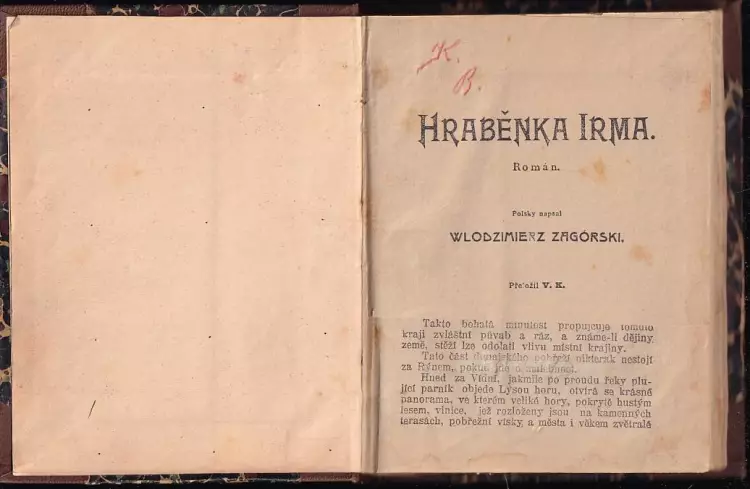 K.
B.
HRABĚNKA IRMA.
Román.
Polsky napsal
WLODZIMIERZ ZAGÓRSKI.
Přeložil V. K.
Takto bohatá minulost propůjčuje tomuto
kraji zvláštní půvab a ráz, a známe-li dějiny
země, stěží lze odolati vlivu místní krajiny.
Tato část dunajského pobřeží nikterak nestojí
za Rýnem, pokud jde o malebnost.
Hned za Vídní, jakmile po proudu řeky plu-
jící parník objede Lysou horu, otvírá se krásné
panorama, ve kterém veliké hory, pokryté hustým
lesem, vinice, jež rozloženy jsou na kamenných
terasách, pobřežní vísky a města i věkem zvětralé